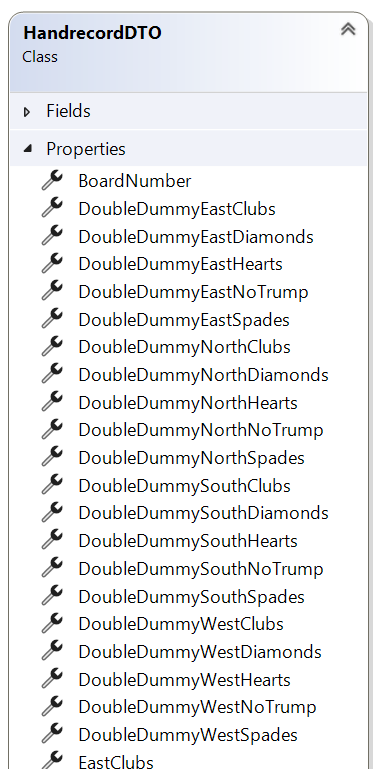 HandrecordDTO
Class
Fields
Properties
BoardNumber
DoubleDummyEastClubs
DoubleDummyEastDiamonds
DoubleDummyEastHearts
DoubleDummyEastNoTrump
DoubleDummyEastSpades
DoubleDummyNorthClubs
DoubleDummyNorthDiamonds
DoubleDummyNorthHearts
DoubleDummyNorthNoTrump
DoubleDummyNorthSpades
DoubleDummySouthClubs
DoubleDummySouthDiamonds
DoubleDummySouthHearts
DoubleDummySouthNoTrump
DoubleDummySouthSpades
DoubleDummyWestClubs
DoubleDummyWestDiamonds
DoubleDummyWestHearts
DoubleDummyWestNoTrump
DoubleDummyWestSpades
EastClubs